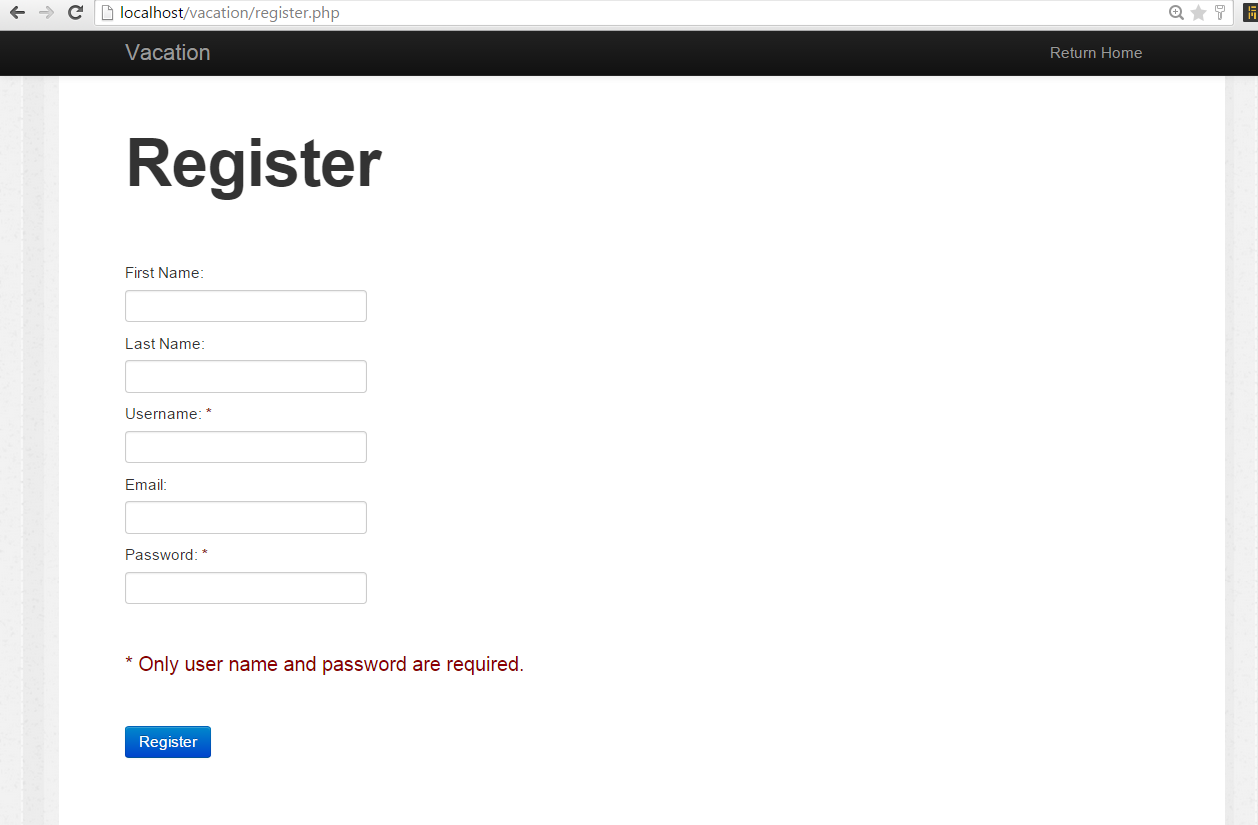 localhost/vacation/register.php
Vacation
Return Home
Register
First Name:
Last Name:
Username: *
Email:
Password: *
* Only user name and password are required.
Register